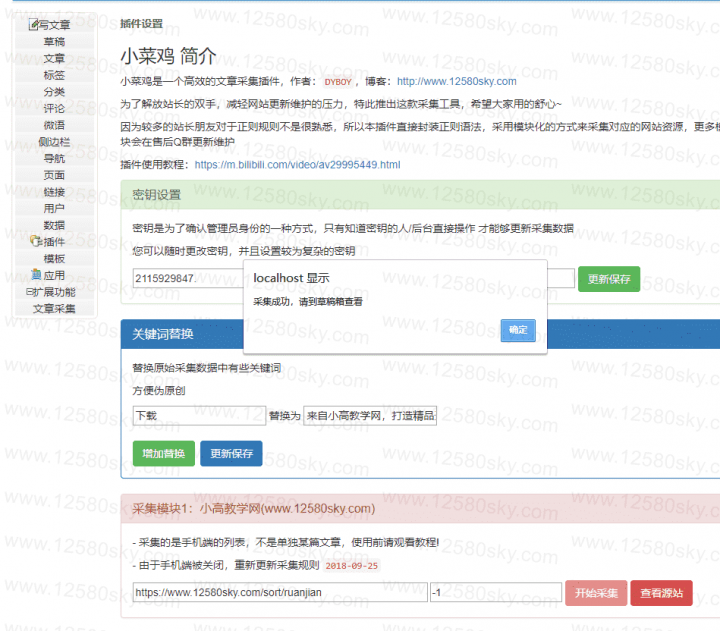 写文章
草稿
文章
标签
分类
评论
微语
侧边栏
导航
页面
链接
用户
数据
插件
模板
应用
扩展功能
文章采集
插件设置
小菜鸡 简介
小菜鸡是一个高效的文章采集插件，作者： DYBOY ，博客：http://www.12580sky.com
为了解放站长的双手，减轻网站更新维护的压力，特此推出这款采集工具，希望大家用的舒心~
因为较多的站长朋友对于正则规则不是很熟悉，所以本插件直接封装正则语法，采用模块化的方式来采集对应的网站资源，更多模
块会在售后Q群更新维护
插件使用教程：https://m.bilibili.com/video/av29995449.html
密钥设置
密钥是为了确认管理员身份的一种方式，只有知道密钥的人/后台直接操作 才能够更新采集数据
您可以随时更改密钥，并且设置较为复杂的密钥
2115929847. 更新保存
localhost 显示
采集成功，请到草稿箱查看
确定
关键词替换
替换原始采集数据中有些关键词
方便伪原创
下载 替换为 来自小高教学网，打造精品
增加替换 更新保存
采集模块1：小高教学网(www.12580sky.com)
- 采集的是手机端的列表，不是单独某篇文章，使用前请观看教程!
- 由于手机端被关闭，重新更新采集规则 2018-09-25
https://www.12580sky.com/sort/ruanjian -1 开始采集 查看源站
www.12580sky.com